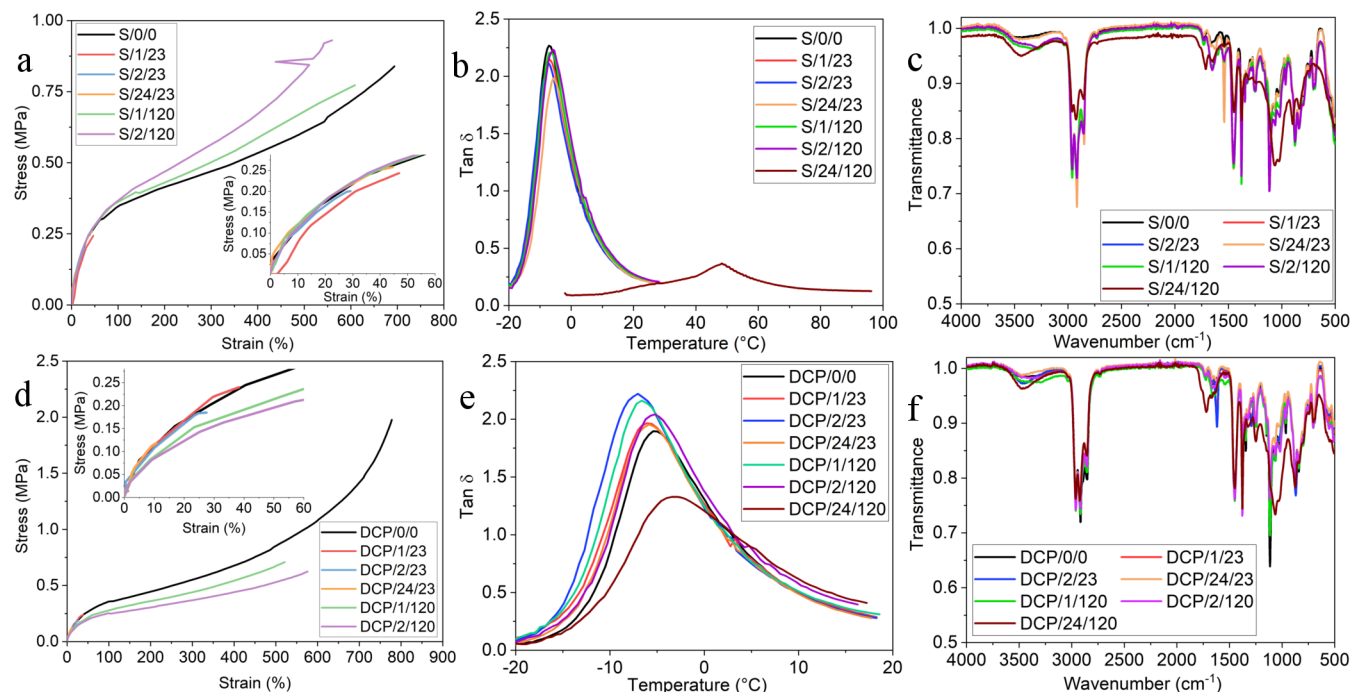 a
1.00
0.75
0.50
0.25
0.00
Stress (MPa)
S/0/0
S/1/23
S/2/23
S/24/23
S/1/120
S/2/120
0.25
0.20
0.15
0.10
0.05
Stress (MPa)
0 10 20 30 40 50 60
Strain (%)
0 100 200 300 400 500 600 700 800
Strain (%)
b
2.5
2.0
1.5
1.0
0.5
0.0
Tan δ
S/0/0
S/1/23
S/2/23
S/24/23
S/1/120
S/2/120
S/24/120
-20 0 20 40 60 80 100
Temperature (°C)
c
1.0
0.9
0.8
0.7
0.6
0.5
Transmittance
S/0/0 S/1/23
S/2/23 S/24/23
S/1/120 S/2/120
S/24/120
4000 3500 3000 2500 2000 1500 1000 500
Wavenumber (cm-1)
d
2.5
2.0
1.5
1.0
0.5
0.0
Stress (MPa)
0.25
0.20
0.15
0.10
0.05
0.00
Stress (MPa)
0 10 20 30 40 50 60
Strain (%)
DCP/0/0
DCP/1/23
DCP/2/23
DCP/24/23
DCP/1/120
DCP/2/120
0 100 200 300 400 500 600 700 800 900
Strain (%)
e
2.5
2.0
1.5
1.0
0.5
0.0
Tan δ
DCP/0/0
DCP/1/23
DCP/2/23
DCP/24/23
DCP/1/120
DCP/2/120
DCP/24/120
-20 -10 0 10 20
Temperature (°C)
f
1.0
0.9
0.8
0.7
0.6
0.5
Transmittance
DCP/0/0 DCP/1/23
DCP/2/23 DCP/24/23
DCP/1/120 DCP/2/120
DCP/24/120
4000 3500 3000 2500 2000 1500 1000 500
Wavenumber (cm-1)